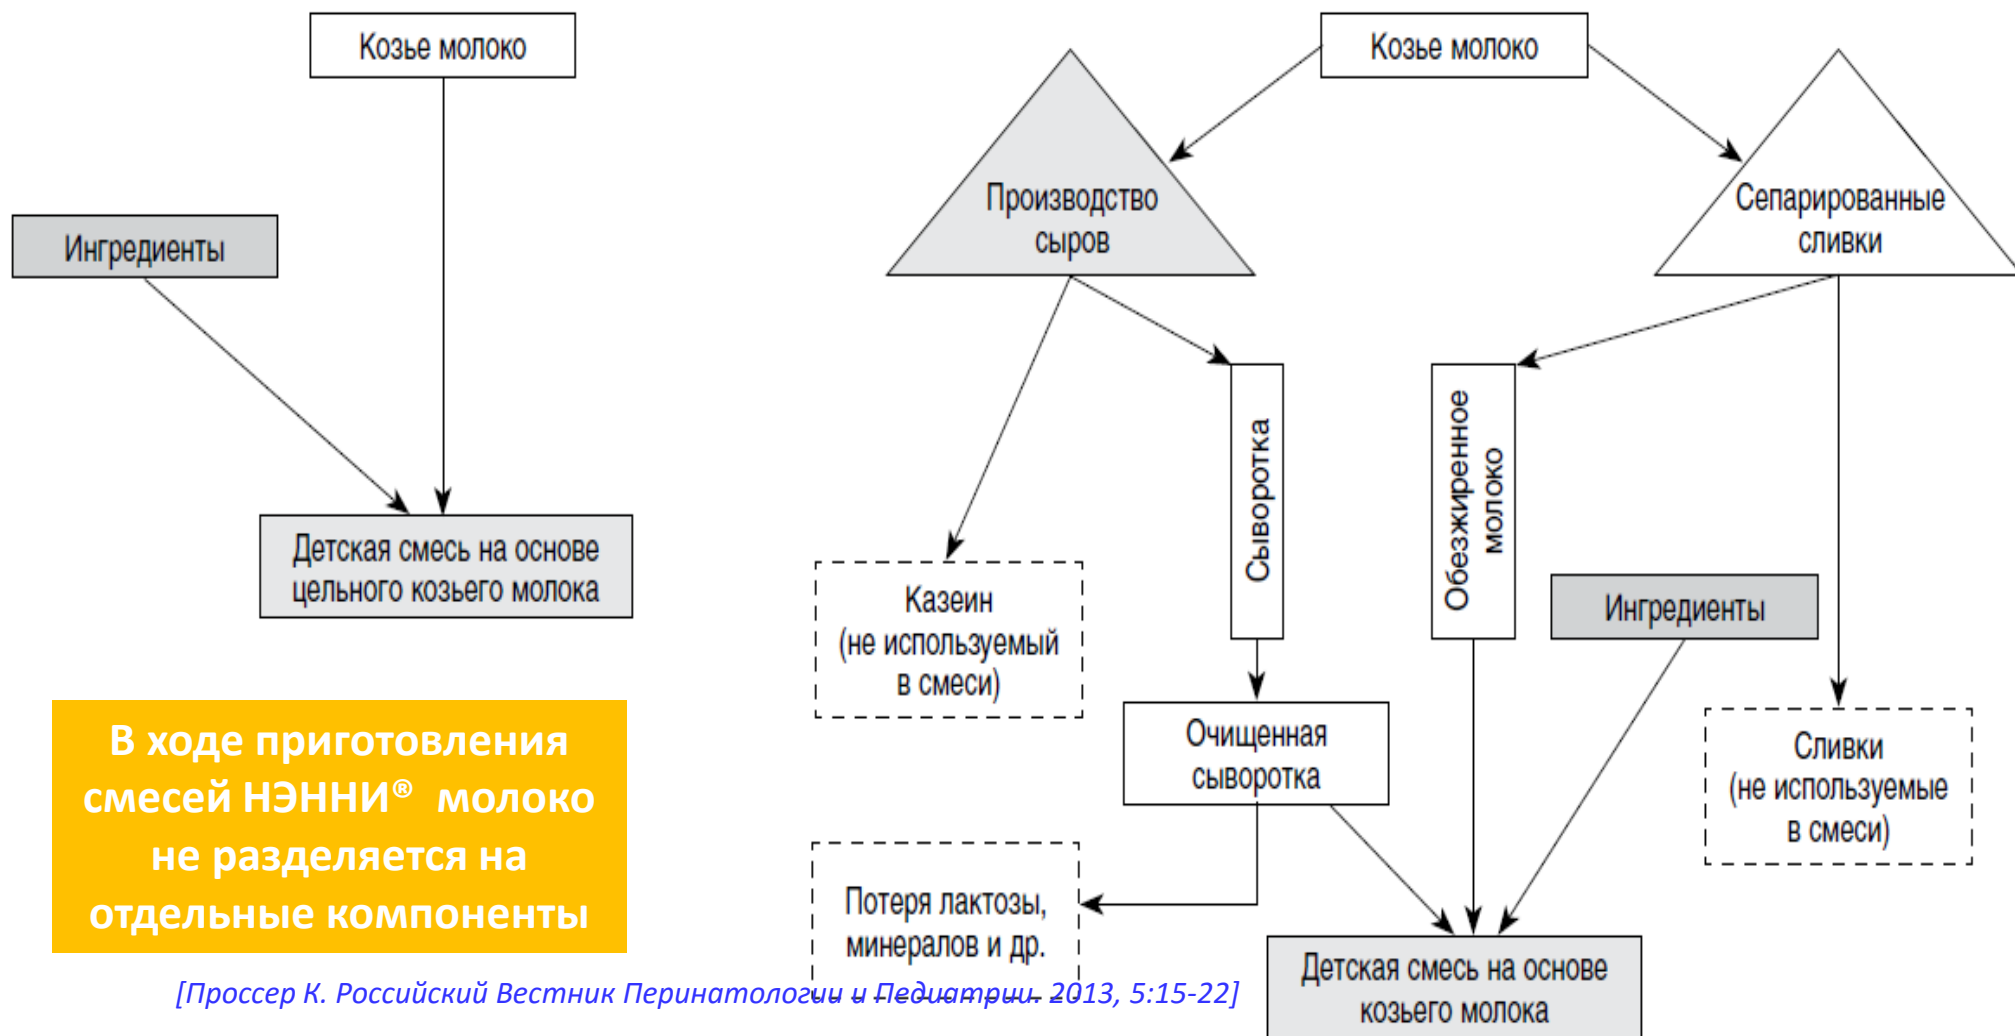 Козье молоко
Ингредиенты
Детская смесь на основе
цельного козьего молока
В ходе приготовления
смесей НЭННИ® молоко
не разделяется на
отдельные компоненты
Козье молоко
Производство
сыров
Сепарированные
сливки
Сыворотка
Обезжиренное
молоко
Казеин
(не используемый
в смеси)
Ингредиенты
Очищенная
сыворотка
Сливки
(не используемые
в смеси)
Потеря лактозы,
минералов и др.
Детская смесь на основе
козьего молока
[Проссер К. Российский Вестник Перинатологии и Педиатрии. 2013, 5:15-22]